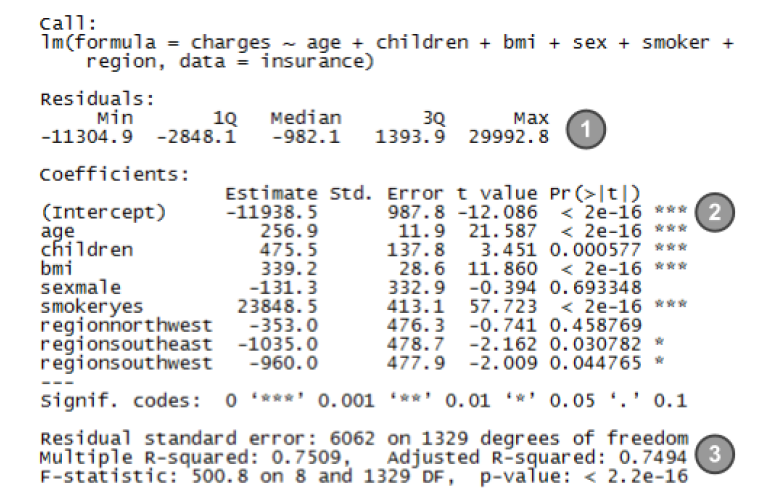 Call:
lm(formula = charges ~ age + children + bmi + sex + smoker +
    region, data = insurance)
Residuals:
     Min       1Q   Median       3Q      Max
-11304.9  -2848.1   -982.1   1393.9  29992.8
1
Coefficients:
                Estimate Std. Error t value Pr(>|t|)
(Intercept)     -11938.5      987.8 -12.086  < 2e-16 *** 2
age                256.9       11.9  21.587  < 2e-16 ***
children           475.5      137.8   3.451 0.000577 ***
bmi                339.2       28.6  11.860  < 2e-16 ***
sexmale           -131.3      332.9  -0.394 0.693348
smokeryes        23848.5      413.1  57.723  < 2e-16 ***
regionnorthwest   -353.0      476.3  -0.741 0.458769
regionsoutheast  -1035.0      478.7  -2.162 0.030782 *
regionsouthwest   -960.0      477.9  -2.009 0.044765 *
---
Signif. codes:  0 ‘***’ 0.001 ‘**’ 0.01 ‘*’ 0.05 ‘.’ 0.1
Residual standard error: 6062 on 1329 degrees of freedom
Multiple R-squared: 0.7509,   Adjusted R-squared: 0.7494
3
F-statistic: 500.8 on 8 and 1329 DF,  p-value: < 2.2e-16